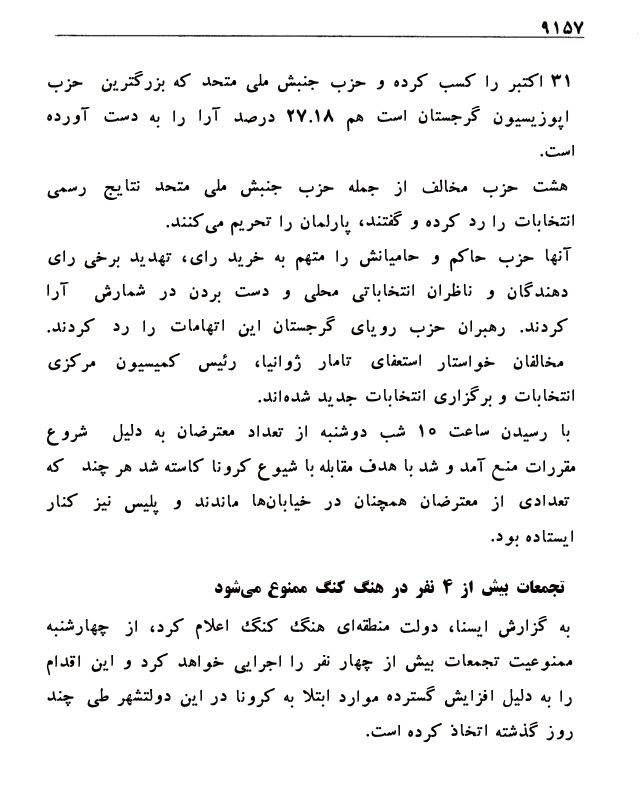 ۹۱۵۷
۳۱ اکتبر را کسب کرده و حزب جنبش ملی متحد که بزرگترین حزب
اپوزیسیون گرجستان است هم ۲۷.۱۸ درصد آرا را به دست آورده
است.
هشت حزب مخالف از جمله حزب جنبش ملی متحد نتایج رسمی
انتخابات را رد کرده و گفتند، پارلمان را تحریم می‌کنند.
آنها حزب حاکم و حامیانش را متهم به خرید رای، تهدید برخی رای
دهندگان و ناظران انتخاباتی محلی و دست بردن در شمارش آرا
کردند. رهبران حزب رویای گرجستان این اتهامات را رد کردند.
مخالفان خواستار استعفای تامار ژوانیا، رئیس کمیسیون مرکزی
انتخابات و برگزاری انتخابات جدید شده‌اند.
با رسیدن ساعت ۱۰ شب دوشنبه از تعداد معترضان به دلیل شروع
مقررات منع آمد و شد با هدف مقابله با شیوع کرونا کاسته شد هر چند که
تعدادی از معترضان همچنان در خیابان‌ها ماندند و پلیس نیز کنار
ایستاده بود.
تجمعات بیش از ۴ نفر در هنگ کنگ ممنوع می‌شود
به گزارش ایسنا، دولت منطقه‌ای هنگ کنگ اعلام کرد، از چهارشنبه
ممنوعیت تجمعات بیش از چهار نفر را اجرایی خواهد کرد و این اقدام
را به دلیل افزایش گسترده موارد ابتلا به کرونا در این دولتشهر طی چند
روز گذشته اتخاذ کرده است.